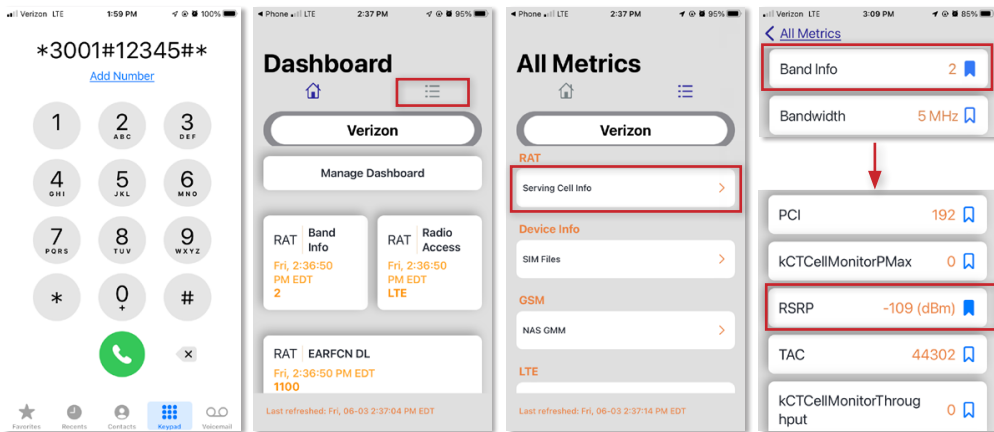 Verizon LTE 1:59 PM 100%
*3001#12345#*
Add Number
1 2 3
ABC DEF
4 5 6
GHI JKL MNO
7 8 9
PQRS TUV WXYZ
* 0 #
+
Favorites Recents Contacts Keypad Voicemail
Phone LTE 2:37 PM 95%
Dashboard
Verizon
Manage Dashboard
RAT Band
Info
Fri, 2:36:50
PM EDT
2
RAT Radio
Access
Fri, 2:36:50
PM EDT
LTE
RAT EARFCN DL
Fri, 2:36:50 PM EDT
1100
Last refreshed: Fri, 06-03 2:37:04 PM EDT
Phone LTE 2:37 PM 95%
All Metrics
Verizon
RAT
Serving Cell Info
Device Info
SIM Files
GSM
NAS GMM
LTE
Last refreshed: Fri, 06-03 2:37:14 PM EDT
Verizon LTE 3:09 PM 85%
All Metrics
Band Info 2
Bandwidth 5 MHz
PCI 192
kCTCellMonitorPMax 0
RSRP -109 (dBm)
TAC 44302
kCTCellMonitorThroug
hput 0